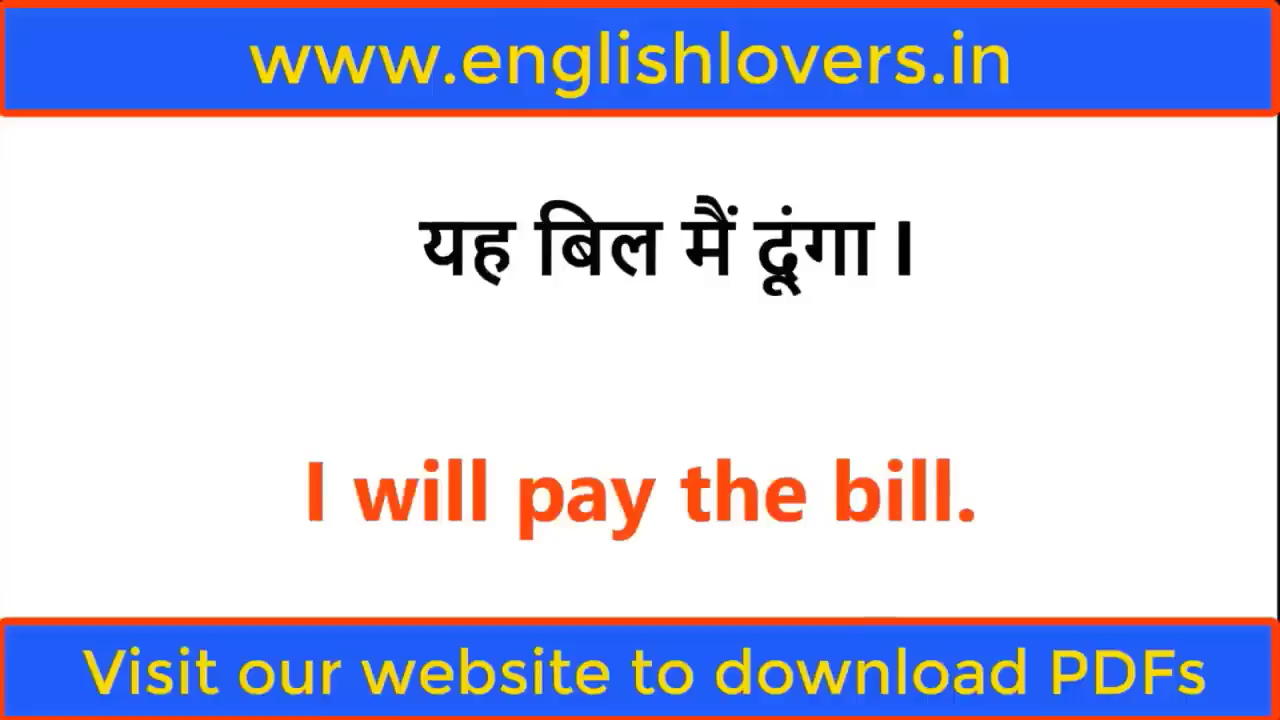 www.englishlovers.in
यह बिल मैं दूंगा ।
I will pay the bill.
Visit our website to download PDFs